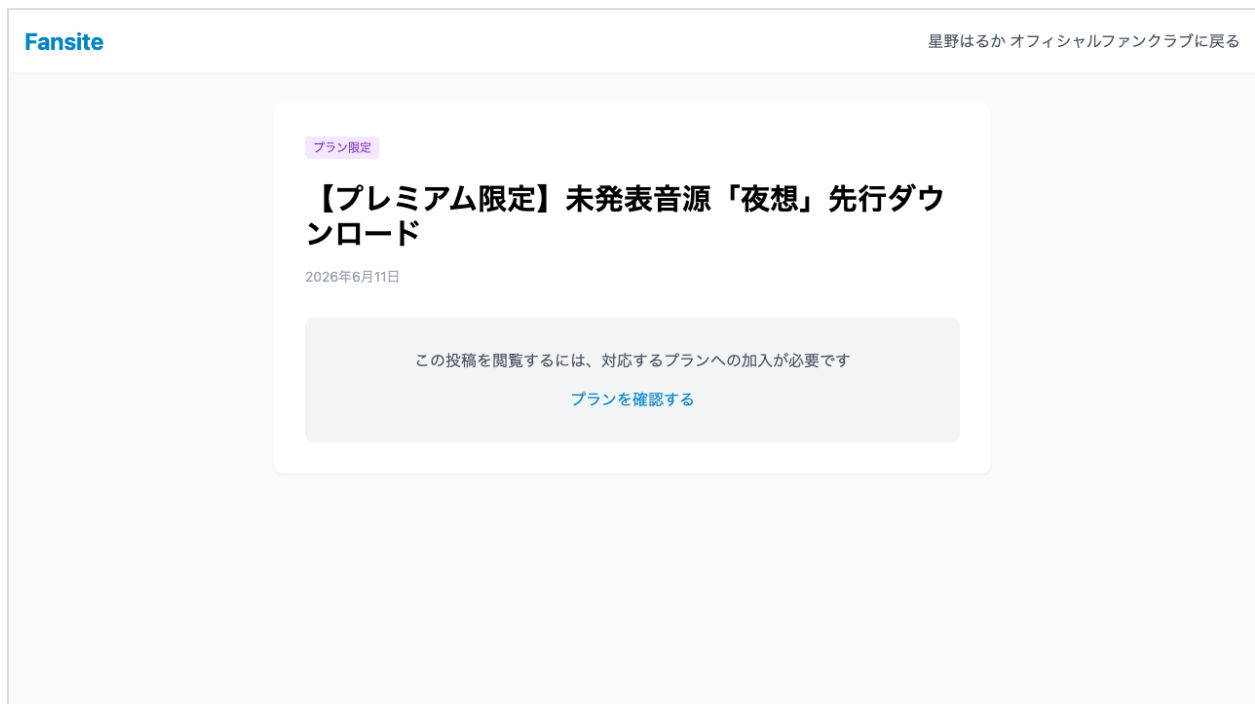 Fansite
星野はるか オフィシャルファンクラブに戻る
プラン限定
【プレミアム限定】未発表音源「夜想」先行ダウ
ンロード
2026年6月11日
この投稿を閲覧するには、対応するプランへの加入が必要です
プランを確認する